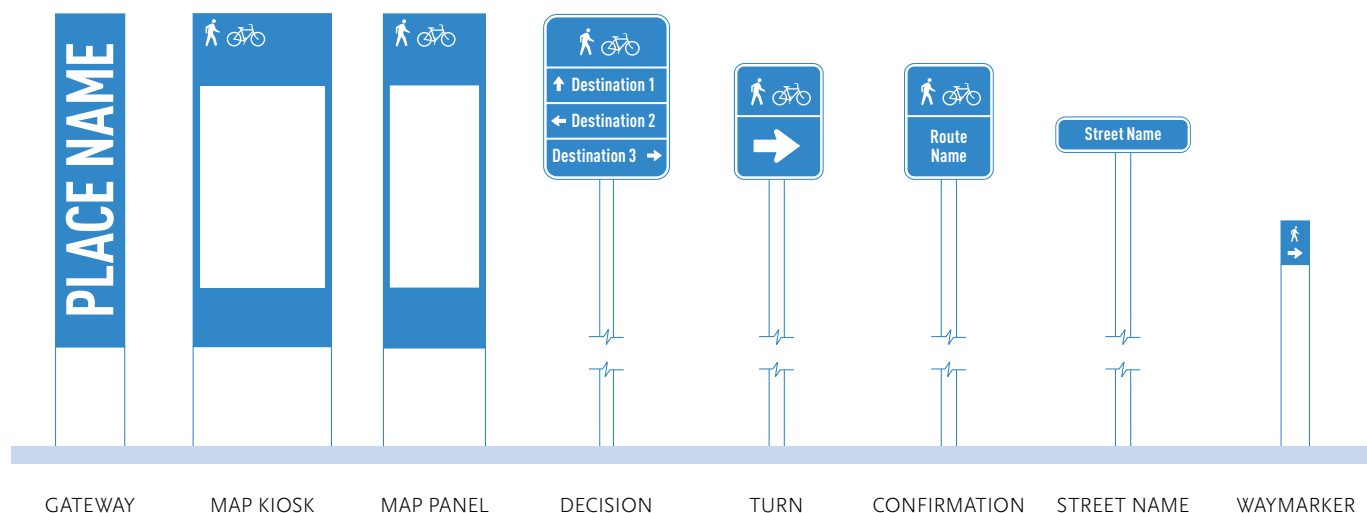 PLACE NAME
Destination 1
Destination 2
Destination 3
Route
Name
Street Name
GATEWAY
MAP KIOSK
MAP PANEL
DECISION
TURN
CONFIRMATION
STREET NAME
WAYMARKER